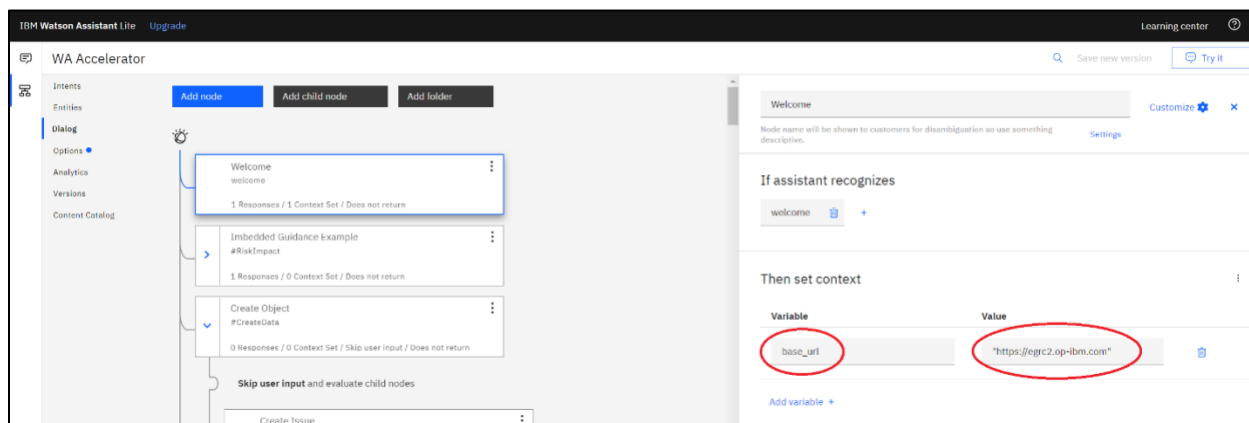 IBM Watson Assistant Lite Upgrade
Learning center
WA Accelerator
Save new version
Try it
Intents
Entities
Dialog
Options
Analytics
Versions
Content Catalog
Add node
Add child node
Add folder
Welcome
welcome
1 Responses / 1 Context Set / Does not return
Imbedded Guidance Example
#RiskImpact
1 Responses / 0 Context Set / Does not return
Create Object
#CreateData
0 Responses / 0 Context Set / Skip user input / Does not return
Skip user input and evaluate child nodes
Create Issue
Welcome
Customize
Node name will be shown to customers for disambiguation so use something
descriptive.
Settings
If assistant recognizes
welcome
Then set context
Variable Value
base_url "https://egrc2.op-ibm.com"
Add variable +